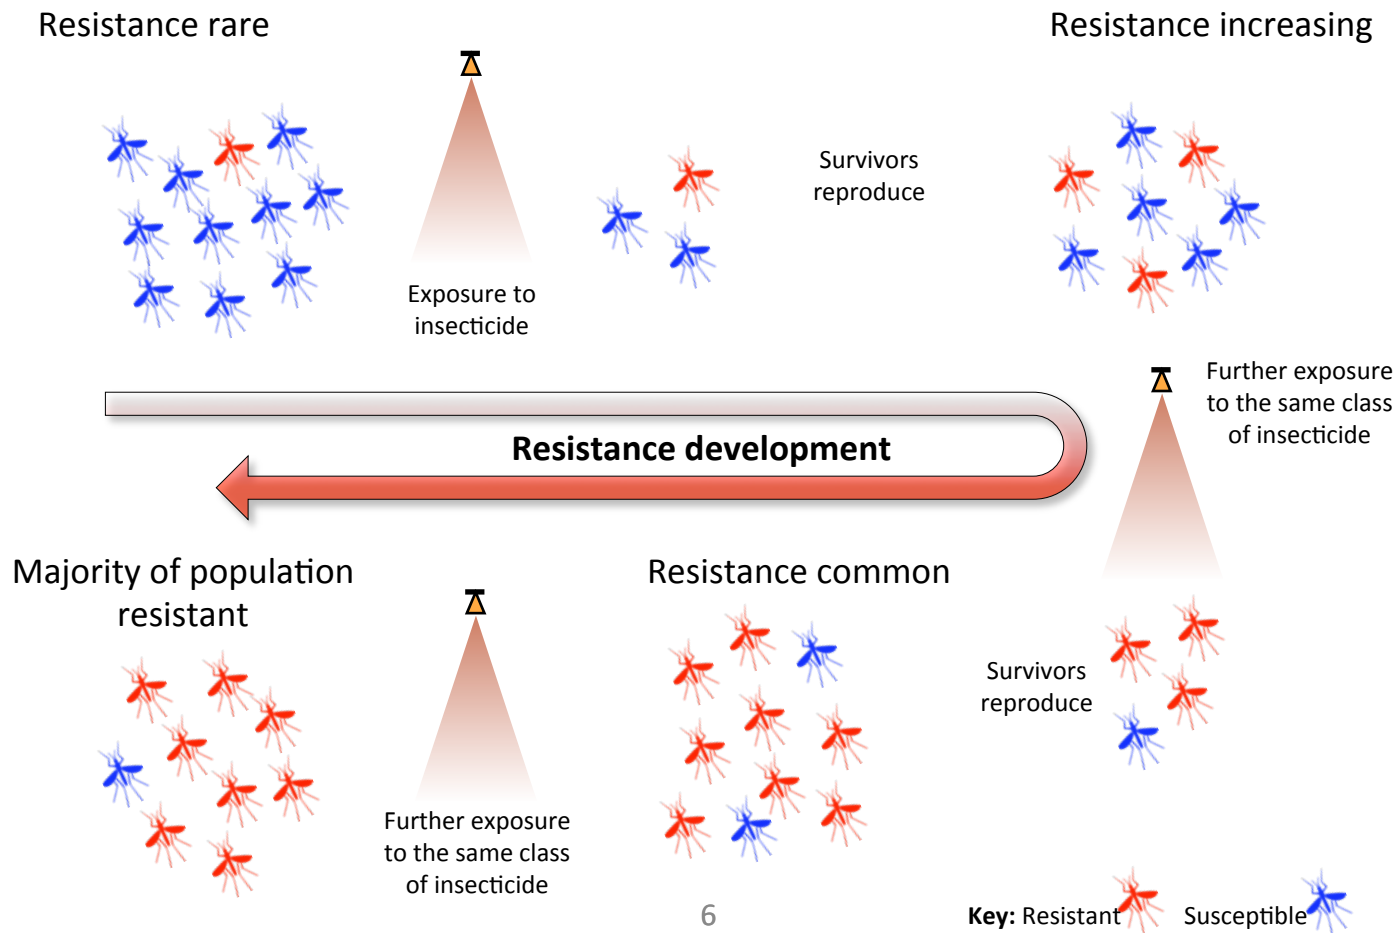 Resistance rare
Resistance increasing
Survivors
reproduce
Exposure to
insecticide
Further exposure
to the same class
of insecticide
Resistance development
Majority of population
resistant
Resistance common
Survivors
reproduce
Further exposure
to the same class
of insecticide
6
Key: Resistant Susceptible